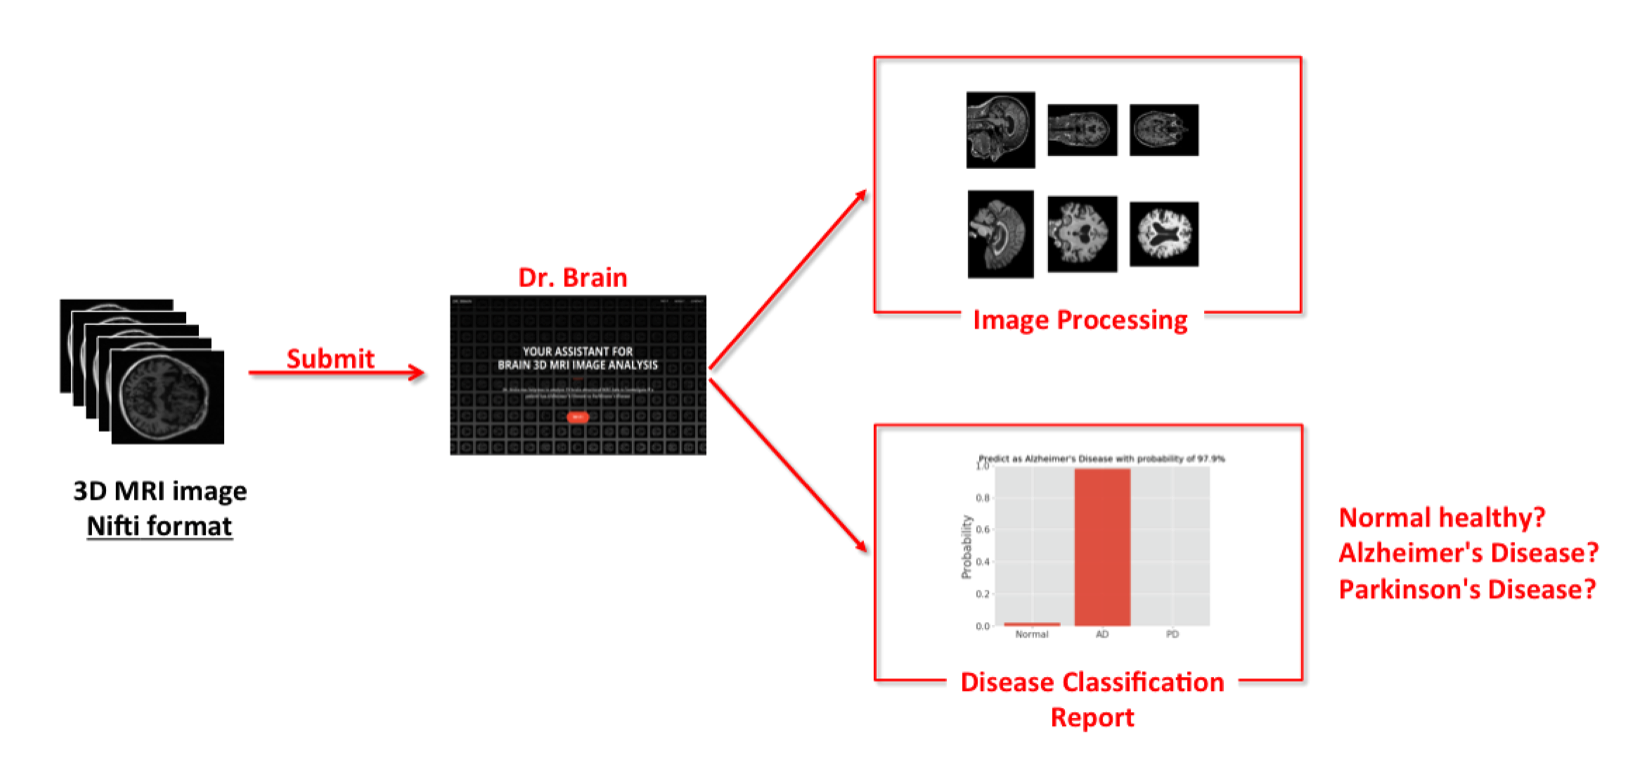 3D MRI image
Nifti format
Submit
Dr. Brain
YOUR ASSISTANT FOR
BRAIN 3D MRI IMAGE ANALYSIS
Image Processing
Predict as Alzheimer's Disease with probability of 97.9%
Probability
1.0
0.8
0.6
0.4
0.2
0.0
Normal AD PD
Disease Classification
Report
Normal healthy?
Alzheimer's Disease?
Parkinson's Disease?